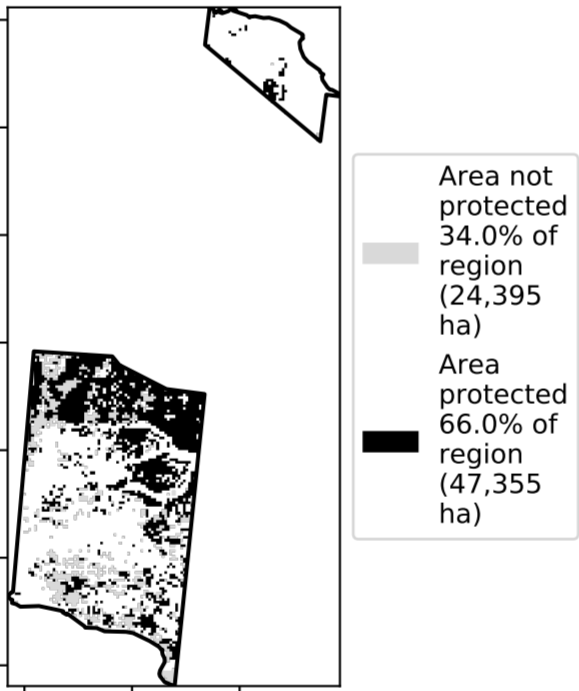 Area not
protected
34.0% of
region
(24,395
ha)
Area
protected
66.0% of
region
(47,355
ha)